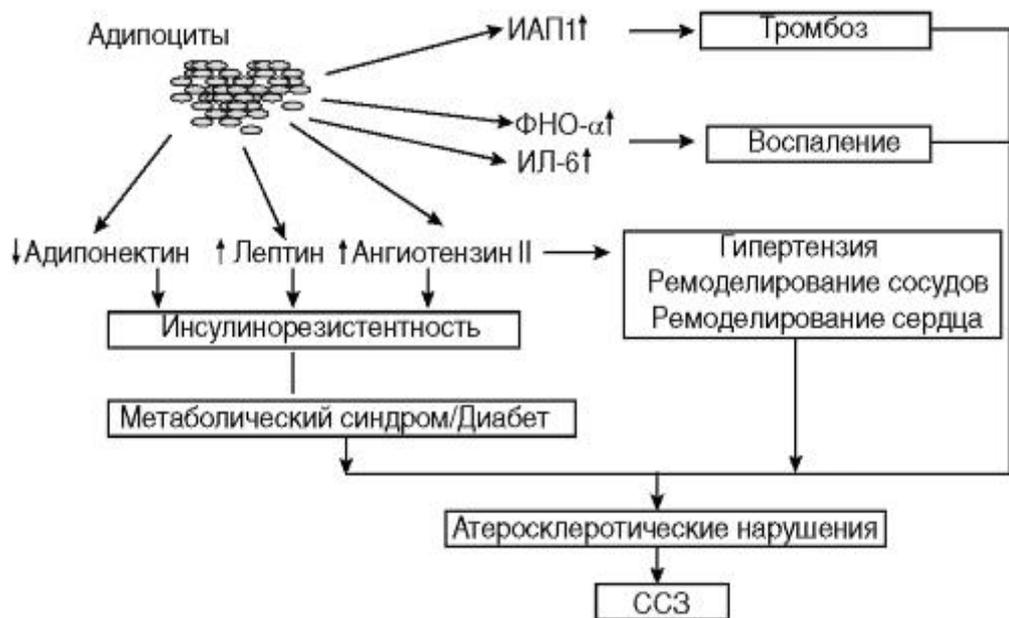 Адипоциты
ИАП1↑
Тромбоз
ФНО-α↑
ИЛ-6↑
Воспаление
↓Адипонектин ↑Лептин ↑Ангиотензин II
Гипертензия
Ремоделирование сосудов
Ремоделирование сердца
Инсулинорезистентность
Метаболический синдром/Диабет
Атеросклеротические нарушения
ССЗ